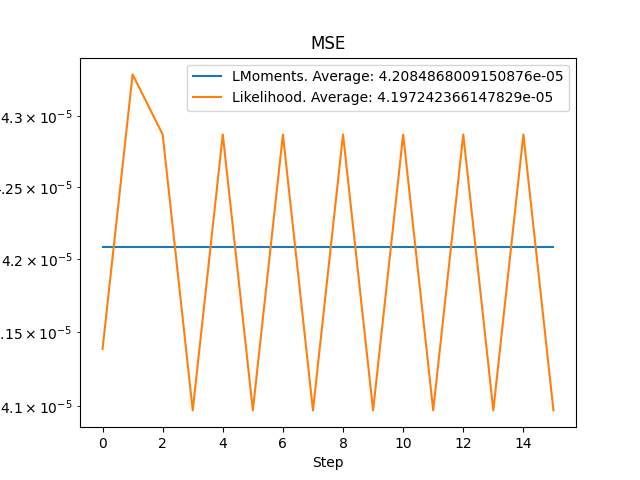 MSE
LMoments. Average: 4.2084868009150876e-05
Likelihood. Average: 4.197242366147829e-05
4.3 × 10⁻⁵
.25 × 10⁻⁵
4.2 × 10⁻⁵
.15 × 10⁻⁵
4.1 × 10⁻⁵
0 2 4 6 8 10 12 14
Step